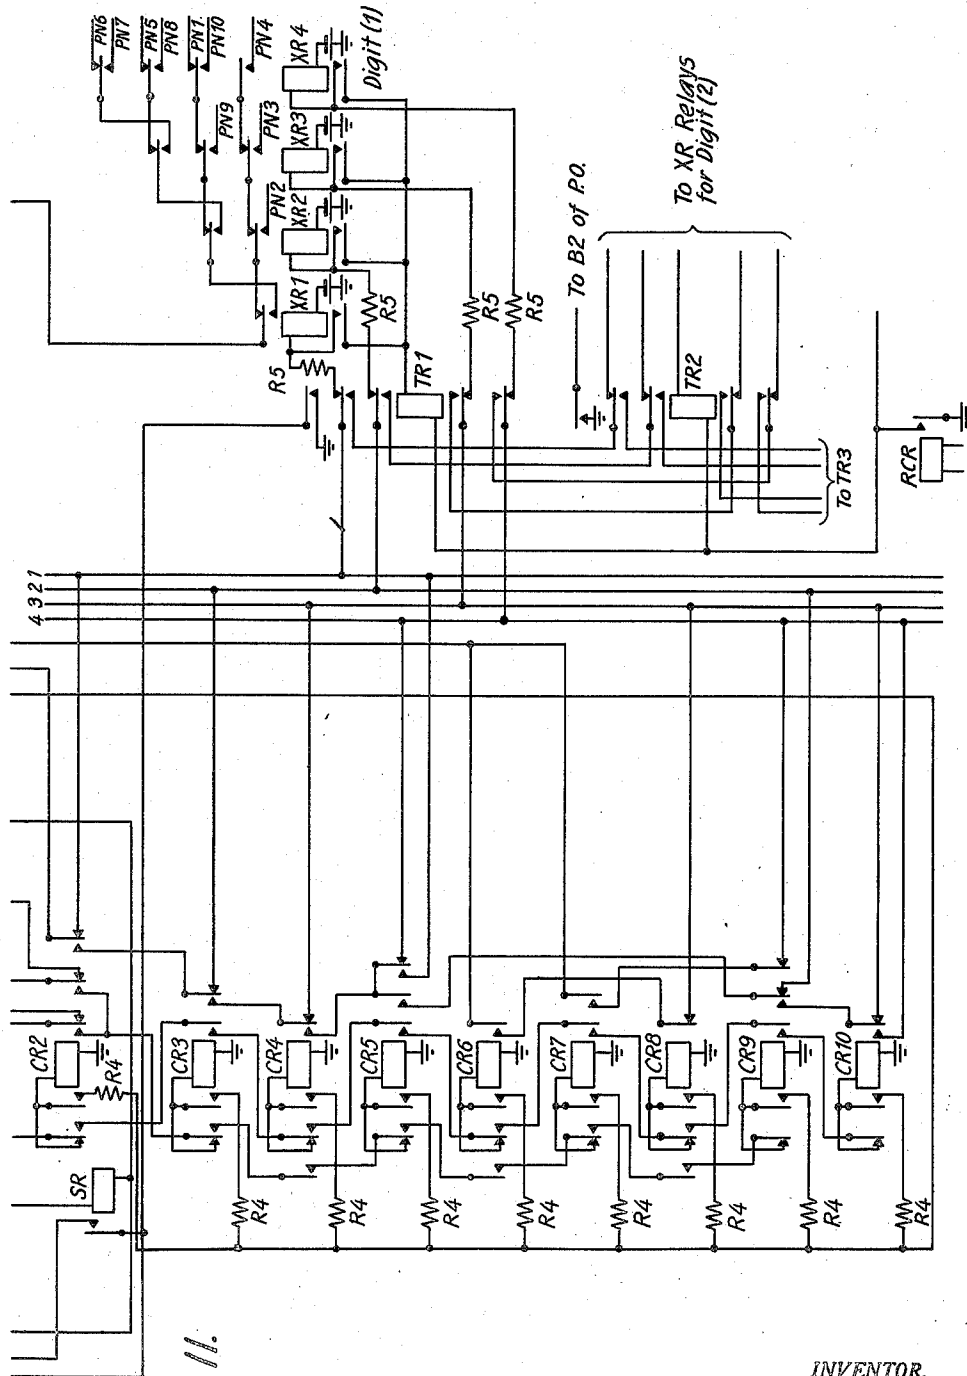 PN6
PN7
PN5
PN8
PN1.
PN10
PN4
PN9
PN3
PN2
XR4
XR3
XR2
XR1
Digit (1)
R5
R5
R5
R5
TR1
To B2 of P.O.
To XR Relays
for Digit (2)
TR2
To TR3
RCR
4 3 2 1
CR2
R4
CR3
CR4
CR5
CR6
CR7
CR8
CR9
CR10
SR
R4
R4
R4
R4
R4
R4
R4
R4
11.
INVENTOR.